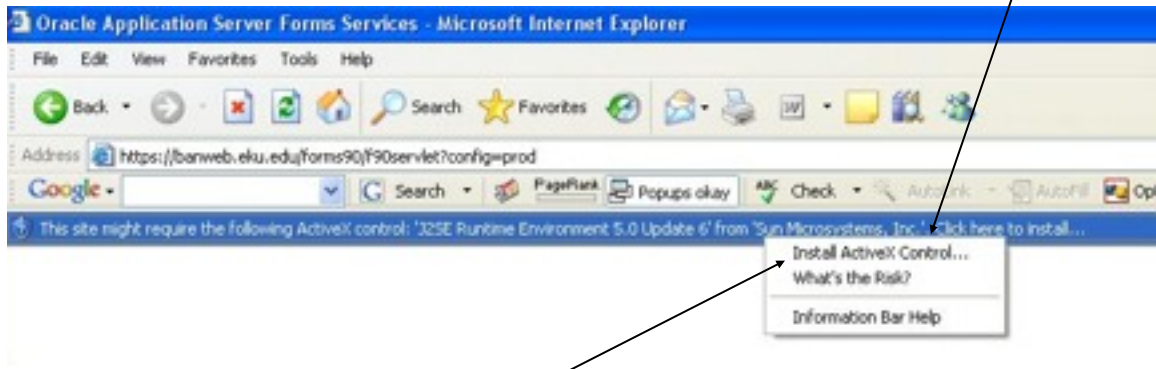 Oracle Application Server Forms Services - Microsoft Internet Explorer
File Edit View Favorites Tools Help
Back Search Favorites W
Address https://banweb.eku.edu/forms90/f90servlet?config=prod
Google G Search PageRank Popups okay ABC Check AutoLink AutoFill
This site might require the following ActiveX control: 'J2SE Runtime Environment 5.0 Update 6' from 'Sun Microsystems, Inc.'. Click here to install...
Install ActiveX Control...
What's the Risk?
Information Bar Help